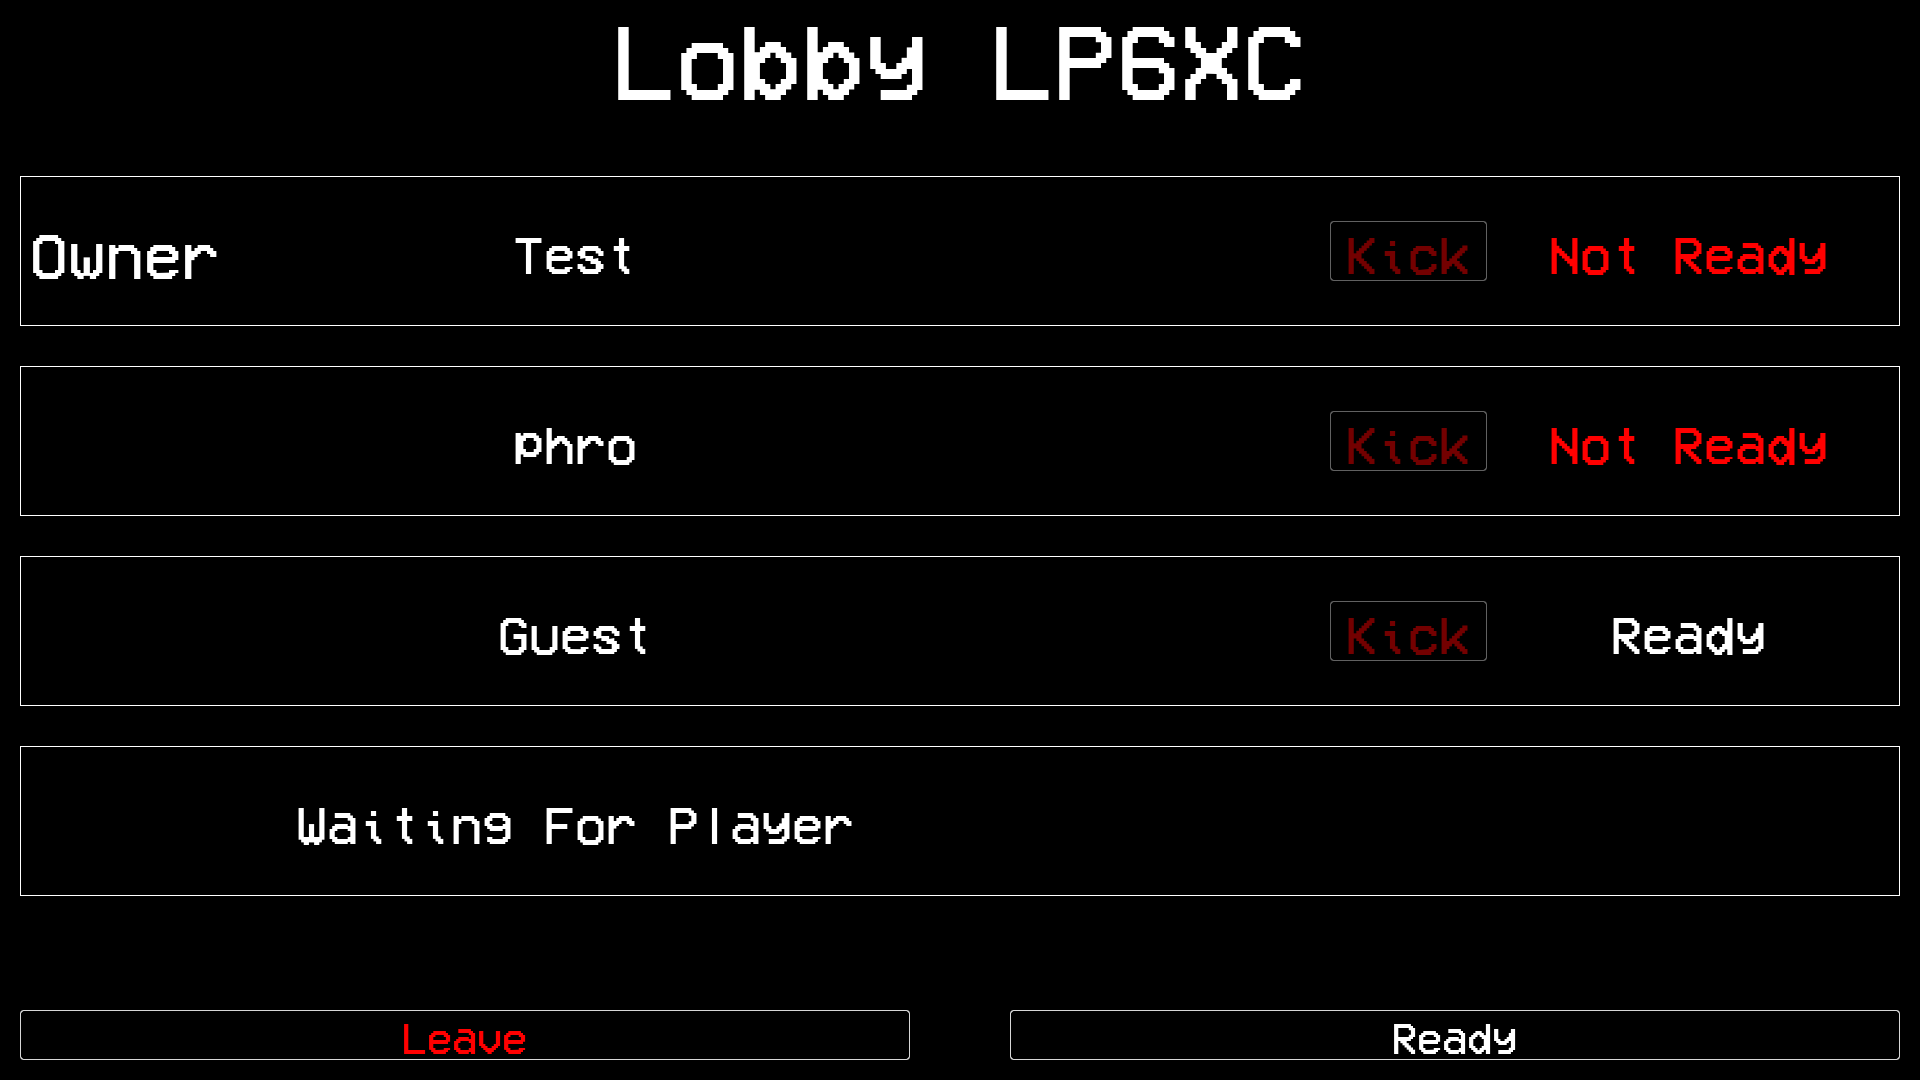 Lobby LP6XC
Owner Test Kick Not Ready
phro Kick Not Ready
Guest Kick Ready
Waiting For Player
Leave Ready